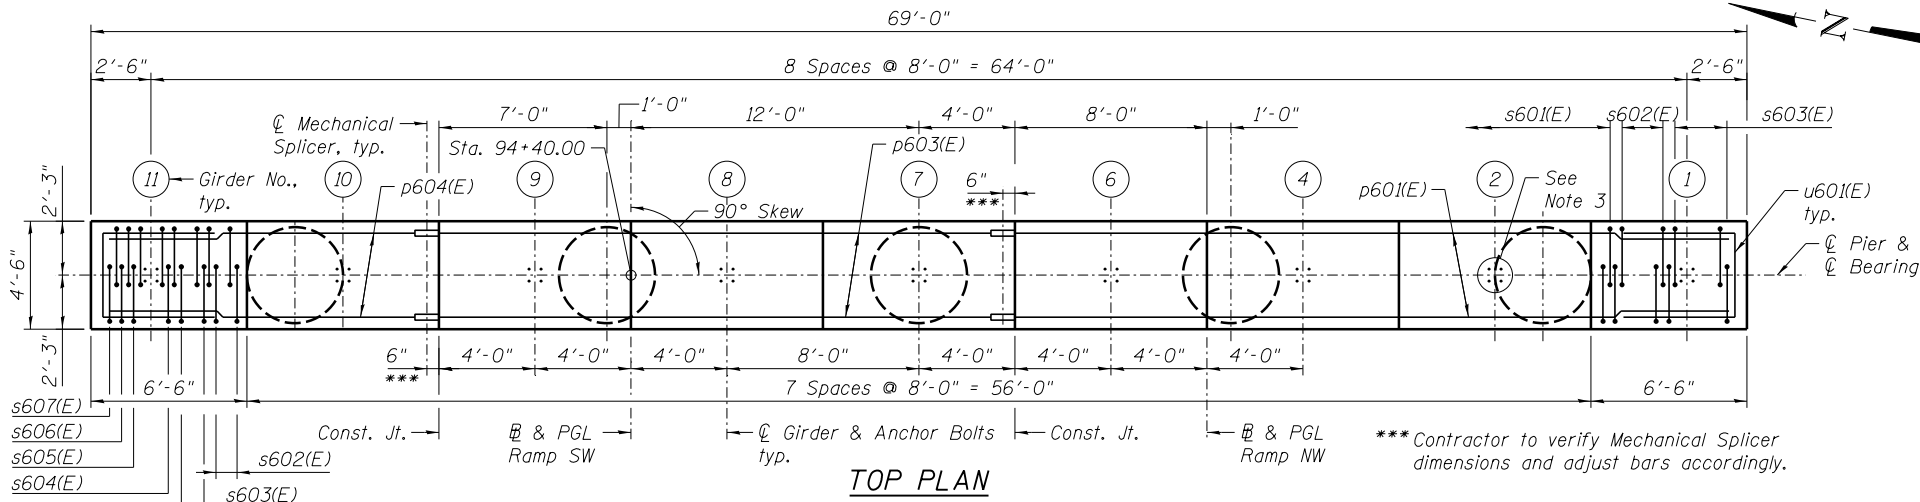 69'-0"
N
2'-6"
8 Spaces @ 8'-0" = 64'-0"
2'-6"
7'-0"
1'-0"
12'-0"
4'-0"
8'-0"
1'-0"
s601(E)
s602(E)
s603(E)
℄ Mechanical
Splicer, typ.
Sta. 94+40.00
p603(E)
2'-3"
11
Girder No.,
typ.
10
p604(E)
9
8
7
6"
***
6
4
p601(E)
2
See
Note 3
1
u601(E)
typ.
90° Skew
4'-6"
℄ Pier &
℄ Bearing
2'-3"
6"
***
4'-0"
4'-0"
4'-0"
8'-0"
4'-0"
4'-0"
4'-0"
4'-0"
6'-6"
7 Spaces @ 8'-0" = 56'-0"
6'-6"
s607(E)
s606(E)
s605(E)
s604(E)
s602(E)
s603(E)
Const. Jt.
⅊ & PGL
Ramp SW
℄ Girder & Anchor Bolts
typ.
Const. Jt.
⅊ & PGL
Ramp NW
*** Contractor to verify Mechanical Splicer
dimensions and adjust bars accordingly.
TOP PLAN